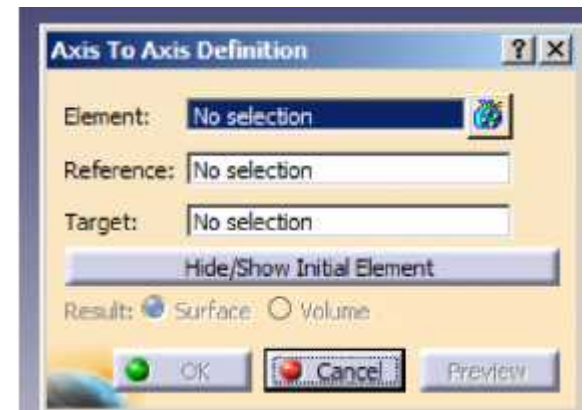 Axis To Axis Definition ? X
Element: No selection
Reference: No selection
Target: No selection
Hide/Show Initial Element
Result: Surface Volume
OK Cancel Preview